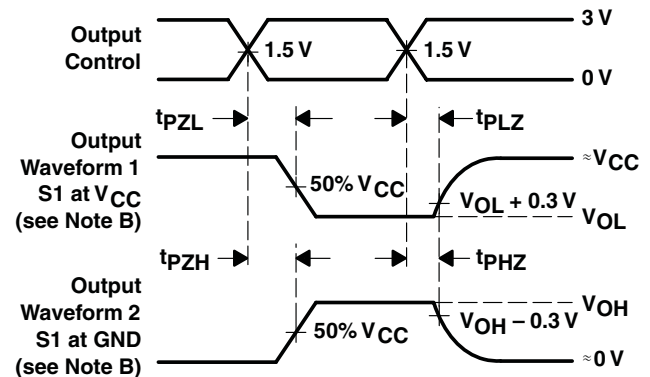 3 V
Output
Control
1.5 V
1.5 V
0 V
tPZL
tPLZ
Output
Waveform 1
S1 at VCC
(see Note B)
≈VCC
50% VCC
VOL + 0.3 V
VOL
tPZH
tPHZ
Output
Waveform 2
S1 at GND
(see Note B)
VOH
50% VCC
VOH – 0.3 V
≈0 V